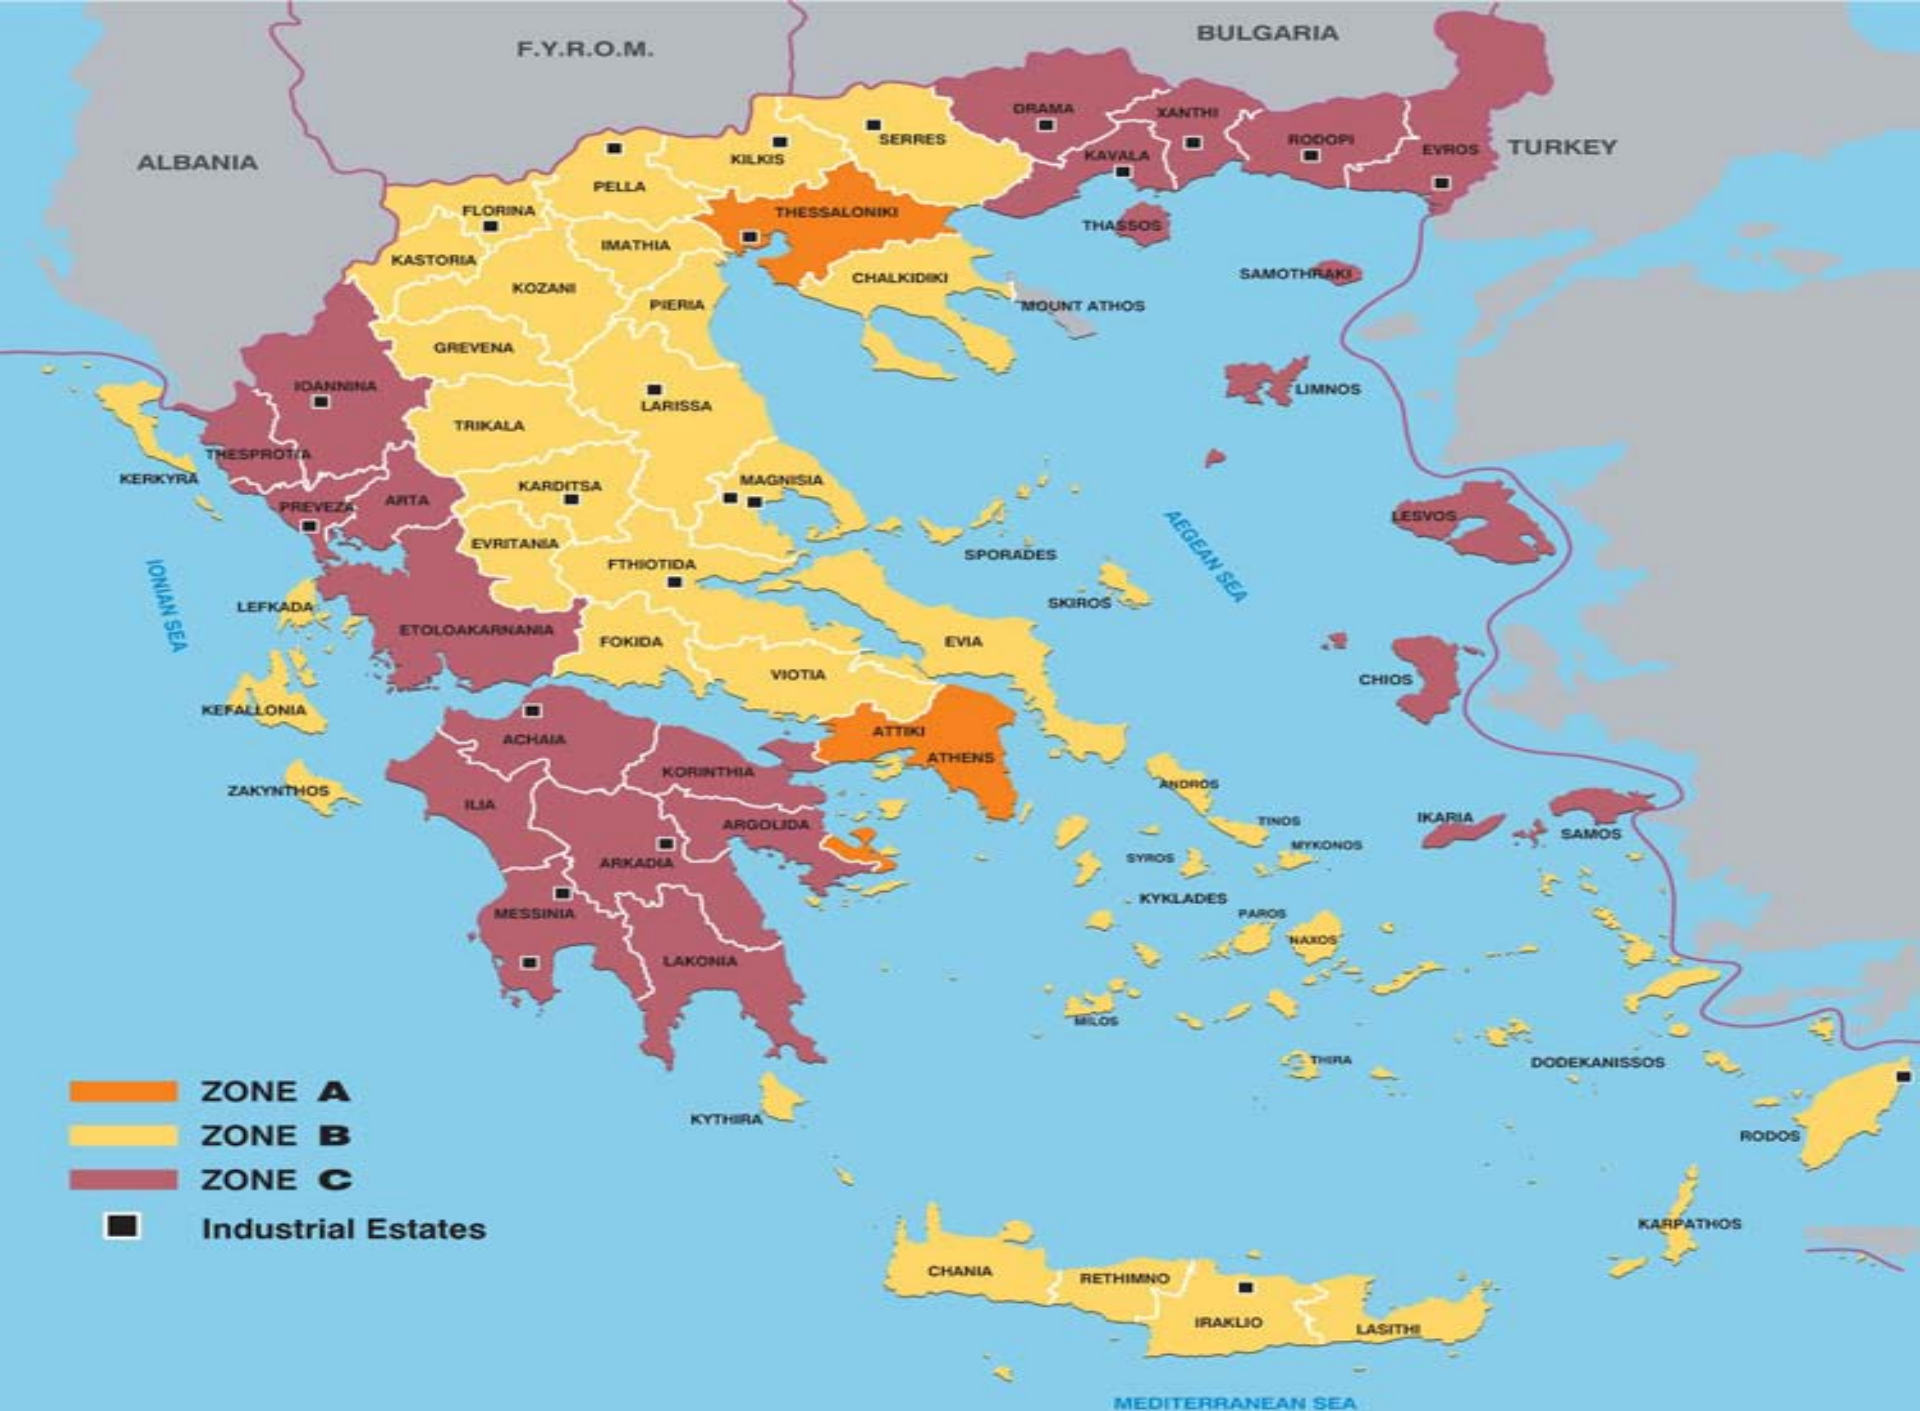 F.Y.R.O.M.
BULGARIA
ALBANIA
TURKEY
DRAMA
XANTHI
SERRES
RODOPI
EVROS
KAVALA
KILKIS
PELLA
FLORINA
THESSALONIKI
THASSOS
IMATHIA
KASTORIA
SAMOTHRAKI
CHALKIDIKI
KOZANI
PIERIA
MOUNT ATHOS
GREVENA
IOANNINA
LIMNOS
LARISSA
TRIKALA
THESPROTIA
KERKYRA
MAGNISIA
KARDITSA
ARTA
PREVEZA
LESVOS
EVRITANIA
SPORADES
AEGEAN SEA
FTHIOTIDA
IONIAN SEA
SKIROS
LEFKADA
ETOLOAKARNANIA
FOKIDA
EVIA
VIOTIA
CHIOS
KEFALLONIA
ATTIKI
ACHAIA
ATHENS
KORINTHIA
ANDROS
ZAKYNTHOS
ILIA
IKARIA
TINOS
ARGOLIDA
SAMOS
MYKONOS
SYROS
ARKADIA
KYKLADES
MESSINIA
PAROS
NAXOS
LAKONIA
MILOS
THIRA
DODEKANISSOS
ZONE A
KYTHIRA
ZONE B
RODOS
ZONE C
KARPATHOS
Industrial Estates
CHANIA
RETHIMNO
IRAKLIO
LASITHI
MEDITERRANEAN SEA